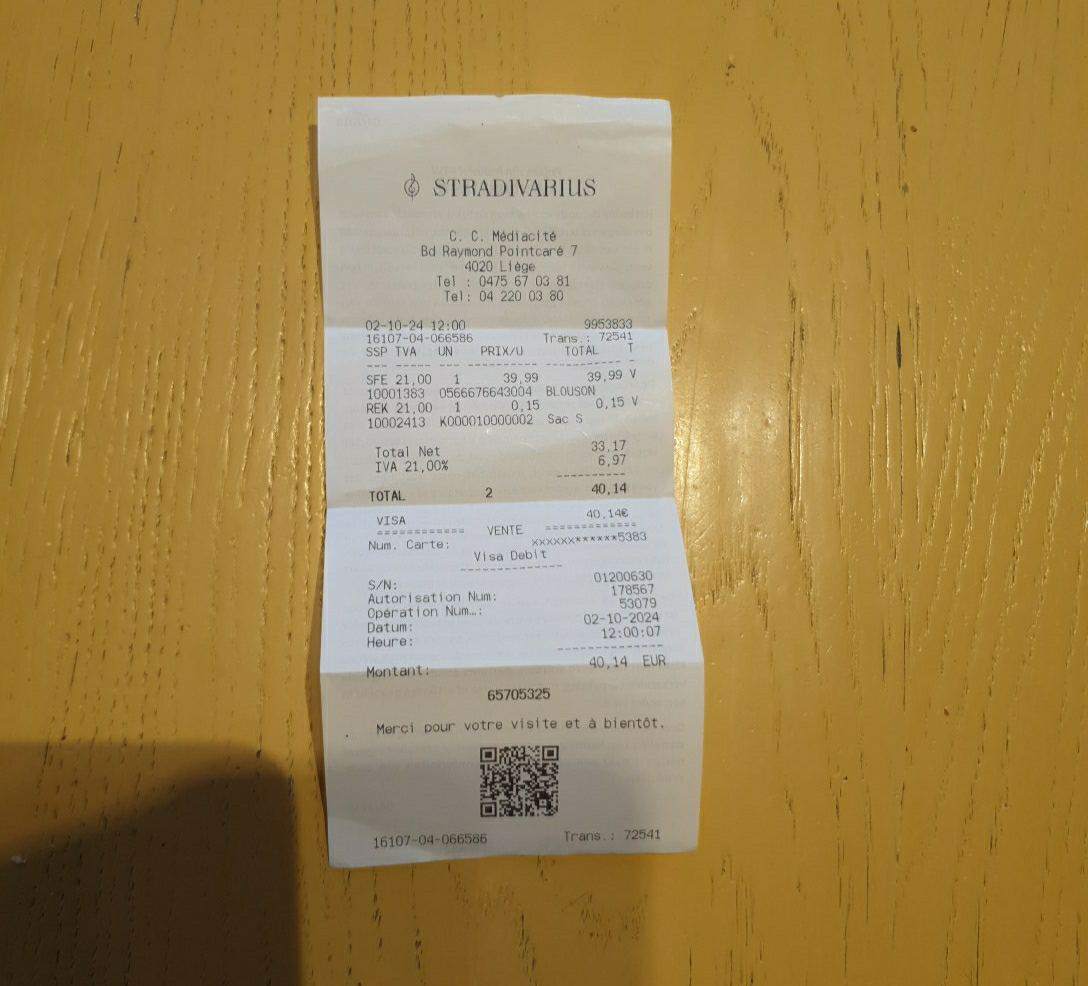 STRADIVARIUS
C. C. Médiacité
Bd Raymond Pointcaré 7
4020 Liège
Tel : 0475 67 03 81
Tel: 04 220 03 80
02-10-24 12:00 9953833
16107-04-066586 Trans.: 72541
SSP TVA UN PRIX/U TOTAL T
--- ----- --- ---------- ----------- -
SFE 21,00 1 39,99 39,99 V
10001383 0566676643004 BLOUSON
REK 21,00 1 0,15 0,15 V
10002413 K000010000002 Sac S
Total Net 33,17
IVA 21,00% 6,97
----------
TOTAL 2 40,14
VISA 40,14€
============ VENTE ============
Num. Carte: xxxxxx******5383
Visa Debit
--------------
S/N: 01200630
Autorisation Num: 178567
Opération Num…: 53079
Datum: 02-10-2024
Heure: 12:00:07
--------------
Montant: 40,14 EUR
65705325
Merci pour votre visite et à bientôt.
16107-04-066586 Trans.: 72541